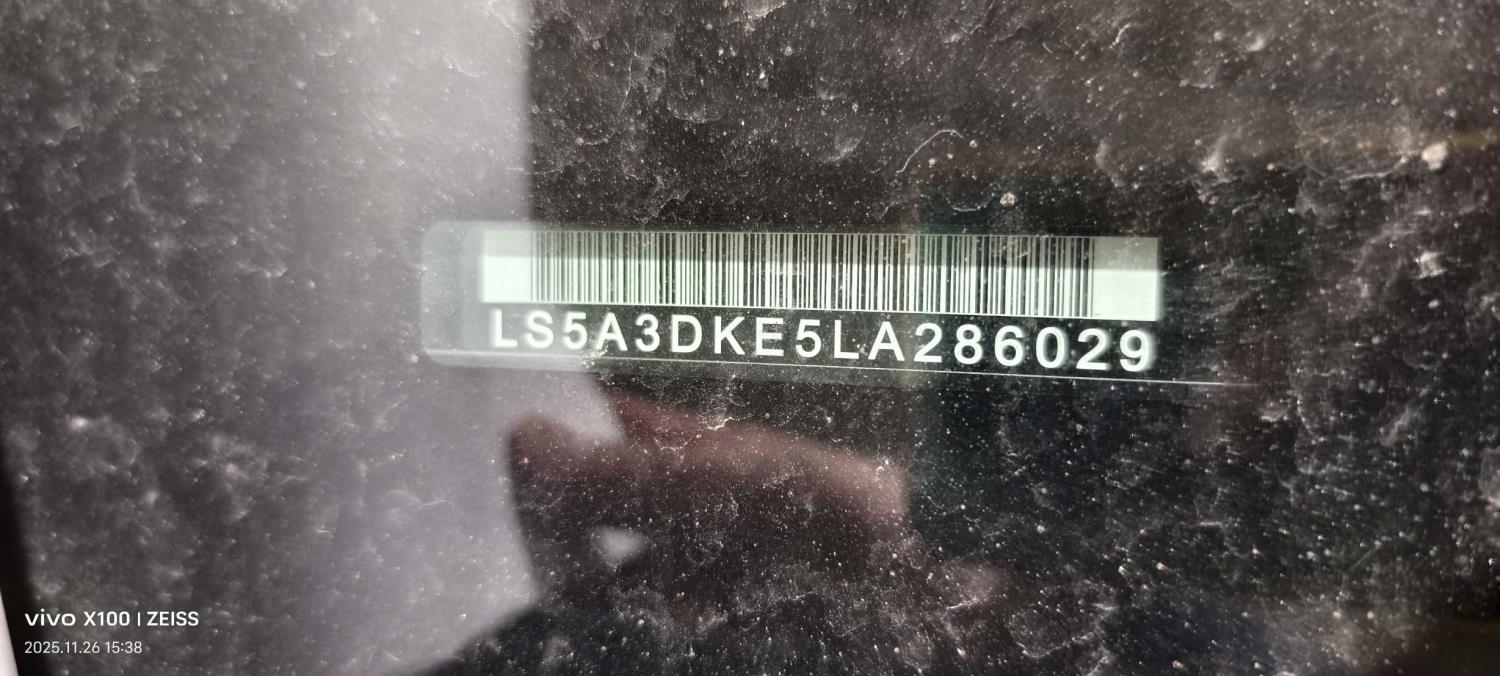 LS5A3DKE5LA286029
vivo X100 | ZEISS
2025.11.26 15:38